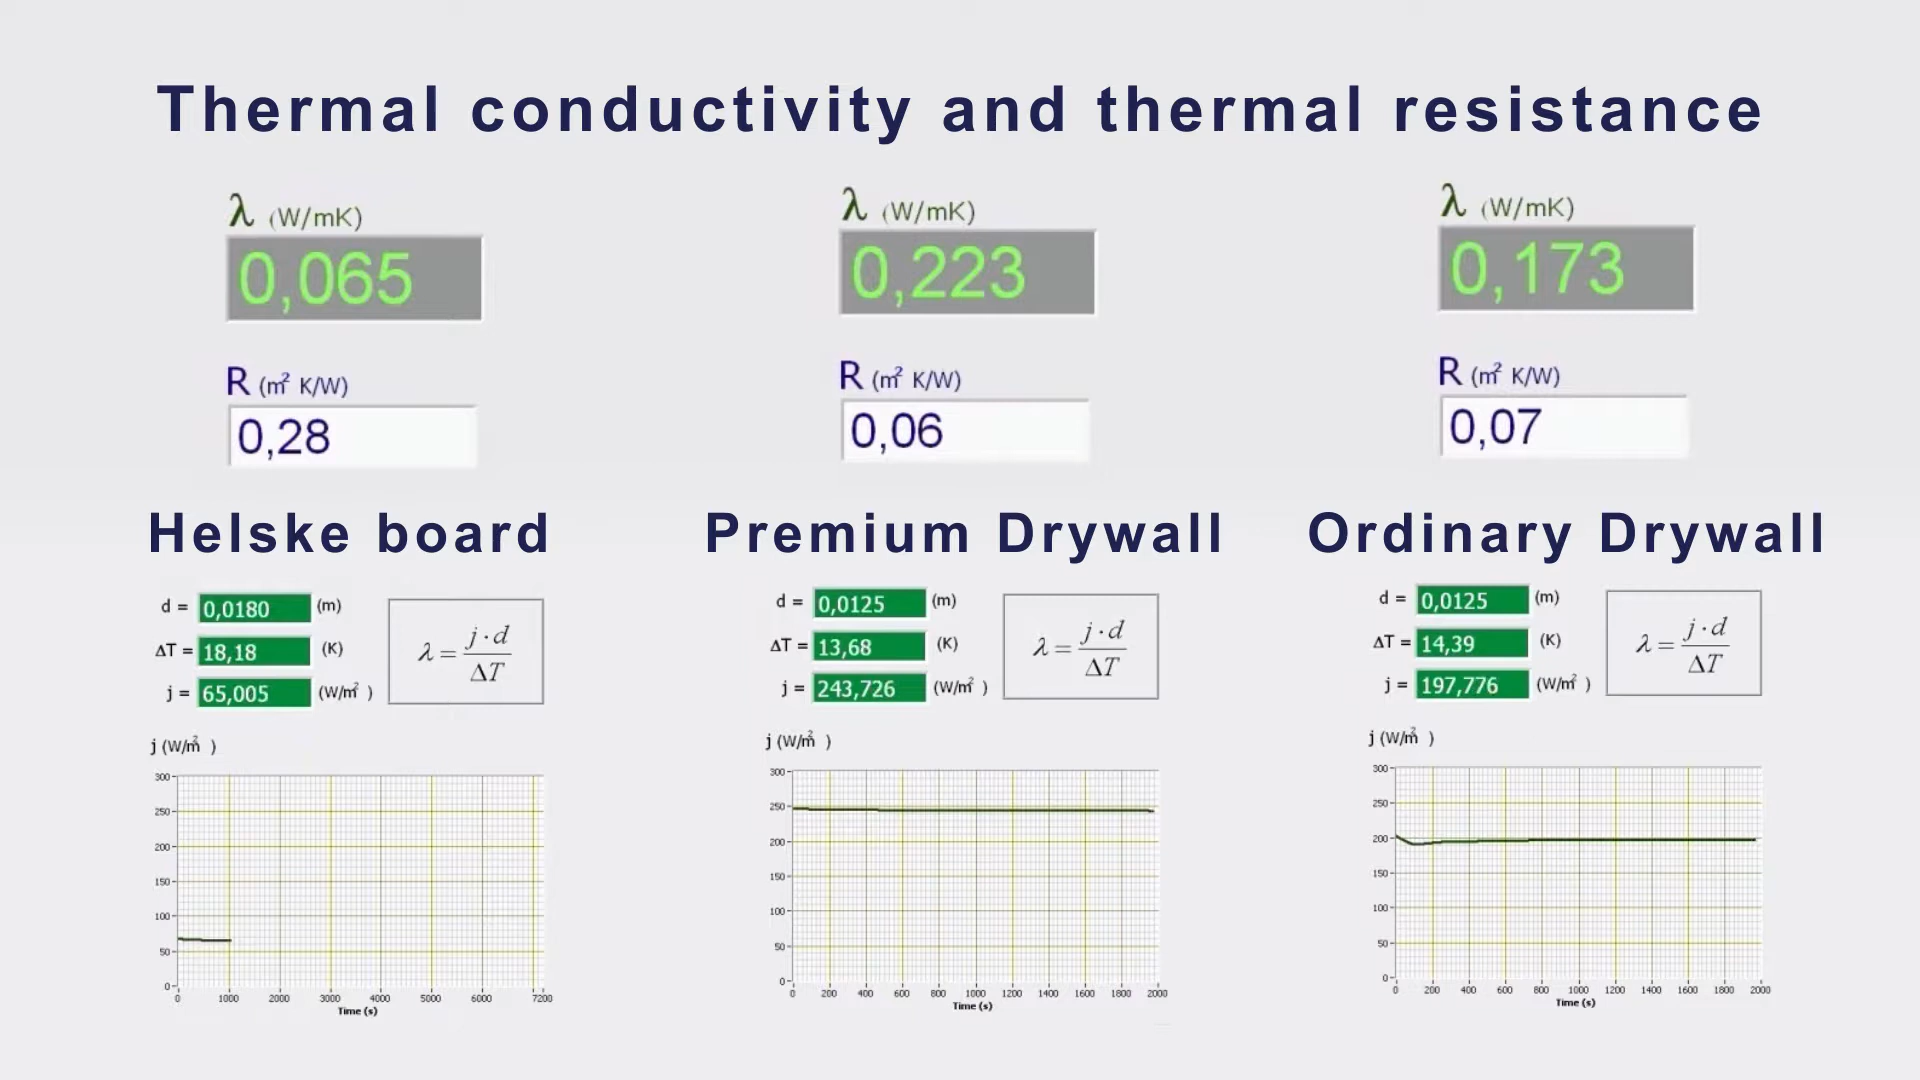 Thermal conductivity and thermal resistance
λ (W/mK)
0,065
R (m² K/W)
0,28
λ (W/mK)
0,223
R (m² K/W)
0,06
λ (W/mK)
0,173
R (m² K/W)
0,07
Helske board
d = 0,0180 (m)
ΔT = 18,18 (K)
j = 65,005 (W/m² )
λ = j · d / ΔT
j (W/m² )
300
250
200
150
100
50
0
0 1000 2000 3000 4000 5000 6000 7200
Time (s)
Premium Drywall
d = 0,0125 (m)
ΔT = 13,68 (K)
j = 243,726 (W/m² )
λ = j · d / ΔT
j (W/m² )
300
250
200
150
100
50
0
0 200 400 600 800 1000 1200 1400 1600 1800 2000
Time (s)
Ordinary Drywall
d = 0,0125 (m)
ΔT = 14,39 (K)
j = 197,776 (W/m² )
λ = j · d / ΔT
j (W/m² )
300
250
200
150
100
50
0
0 200 400 600 800 1000 1200 1400 1600 1800 2000
Time (s)